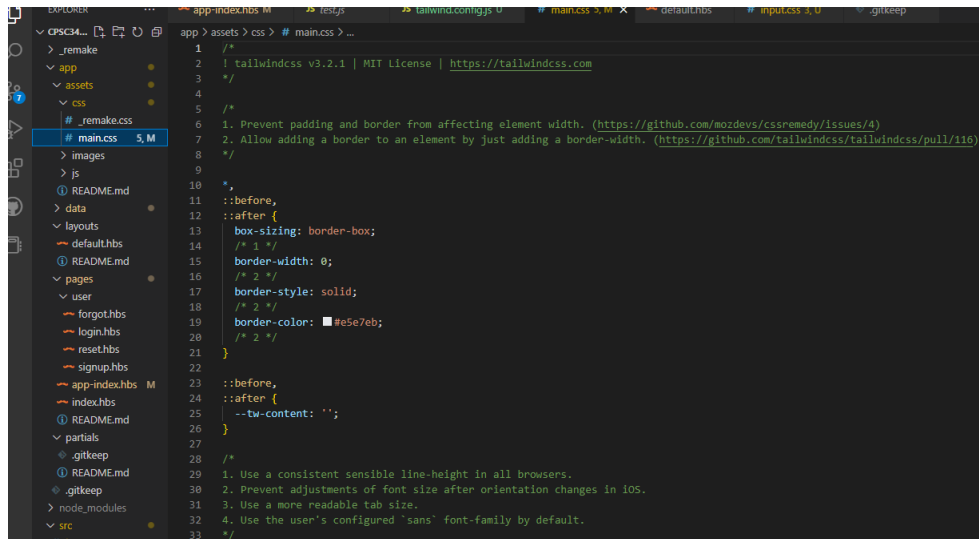 EXPLORER
app-index.hbs M
JS test.js
JS tailwind.config.js U
# main.css 5, M
default.hbs
# input.css 3, U
.gitkeep
CPSC34...
app > assets > css > # main.css > ...
_remake
app
assets
css
# _remake.css
# main.css 5, M
images
js
README.md
data
layouts
default.hbs
README.md
pages
user
forgot.hbs
login.hbs
reset.hbs
signup.hbs
app-index.hbs M
index.hbs
README.md
partials
.gitkeep
README.md
.gitkeep
node_modules
src
7
1 /*
2 ! tailwindcss v3.2.1 | MIT License | https://tailwindcss.com
3 */
4
5 /*
6 1. Prevent padding and border from affecting element width. (https://github.com/mozdevs/cssremedy/issues/4)
7 2. Allow adding a border to an element by just adding a border-width. (https://github.com/tailwindcss/tailwindcss/pull/116)
8 */
9
10 *,
11 ::before,
12 ::after {
13 box-sizing: border-box;
14 /* 1 */
15 border-width: 0;
16 /* 2 */
17 border-style: solid;
18 /* 2 */
19 border-color: #e5e7eb;
20 /* 2 */
21 }
22
23 ::before,
24 ::after {
25 --tw-content: '';
26 }
27
28 /*
29 1. Use a consistent sensible line-height in all browsers.
30 2. Prevent adjustments of font size after orientation changes in iOS.
31 3. Use a more readable tab size.
32 4. Use the user's configured `sans` font-family by default.
33 */